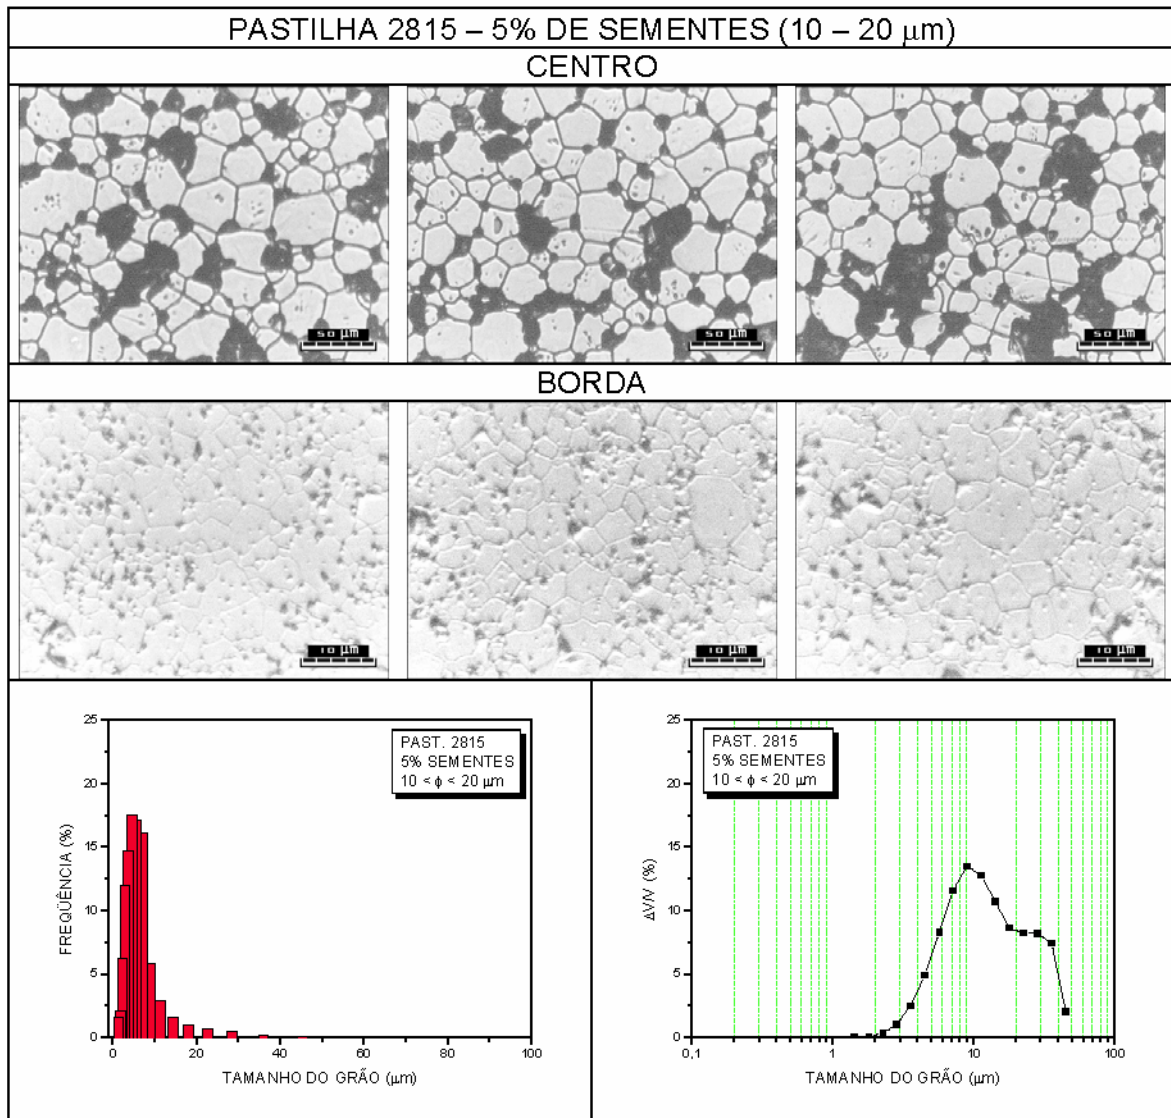 PASTILHA 2815 – 5% DE SEMENTES (10 – 20 μm)
CENTRO
50 μm
50 μm
50 μm
BORDA
10 μm
10 μm
10 μm
25
20
15
10
5
0
FREQÜÊNCIA (%)
PAST. 2815
5% SEMENTES
10 < ϕ < 20 μm
0 20 40 60 80 100
TAMANHO DO GRÃO (μm)
25
20
15
10
5
0
ΔV/V (%)
PAST. 2815
5% SEMENTES
10 < ϕ < 20 μm
0,1 1 10 100
TAMANHO DO GRÃO (μm)